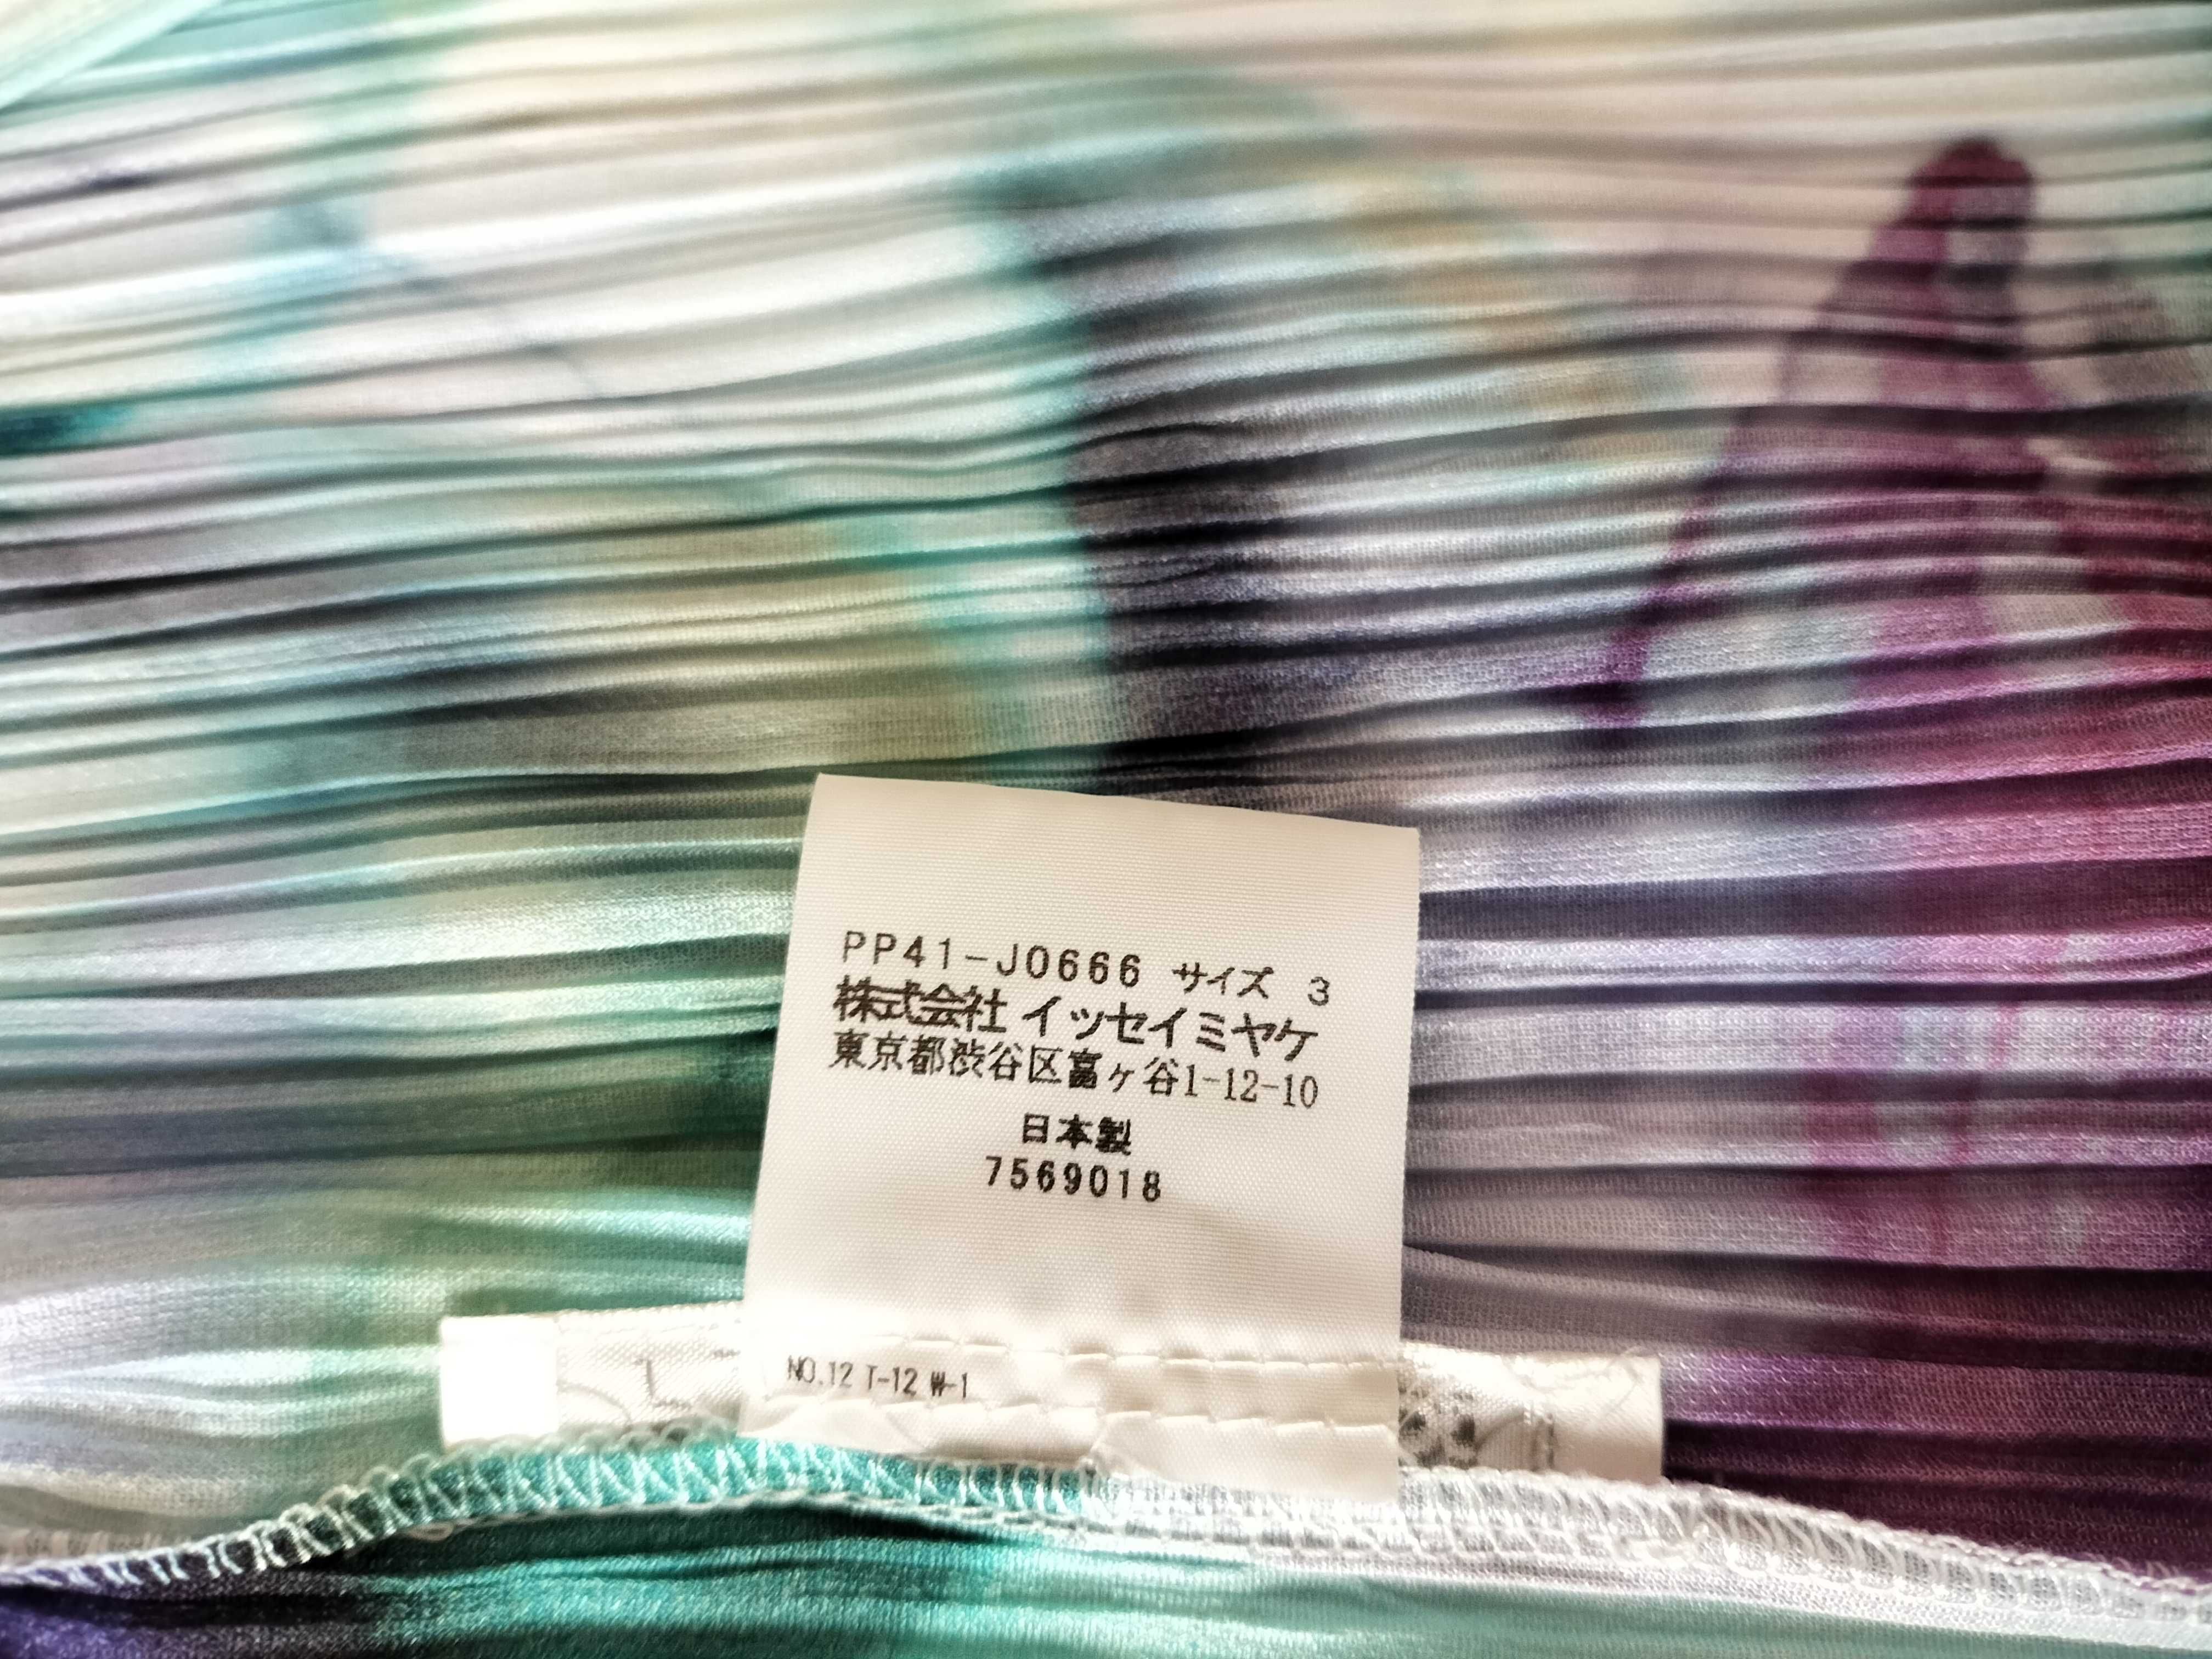 PP41-J0666 サイズ 3
株式会社 イッセイミヤケ
東京都渋谷区富ヶ谷1-12-10
日本製
7569018
NO.12 T-12 W-1